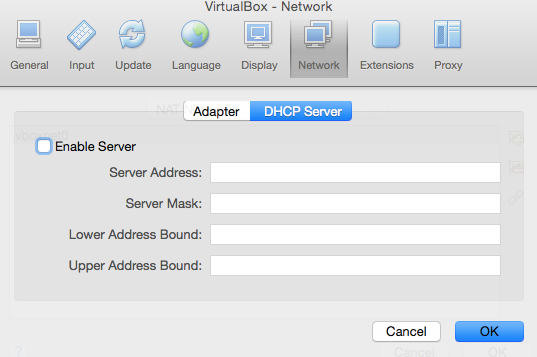 VirtualBox - Network
General Input Update Language Display Network Extensions Proxy
NAT N
Adapter DHCP Server
vboxnet0
Enable Server
Server Address:
Server Mask:
Lower Address Bound:
Upper Address Bound:
Cancel OK
? Cancel OK